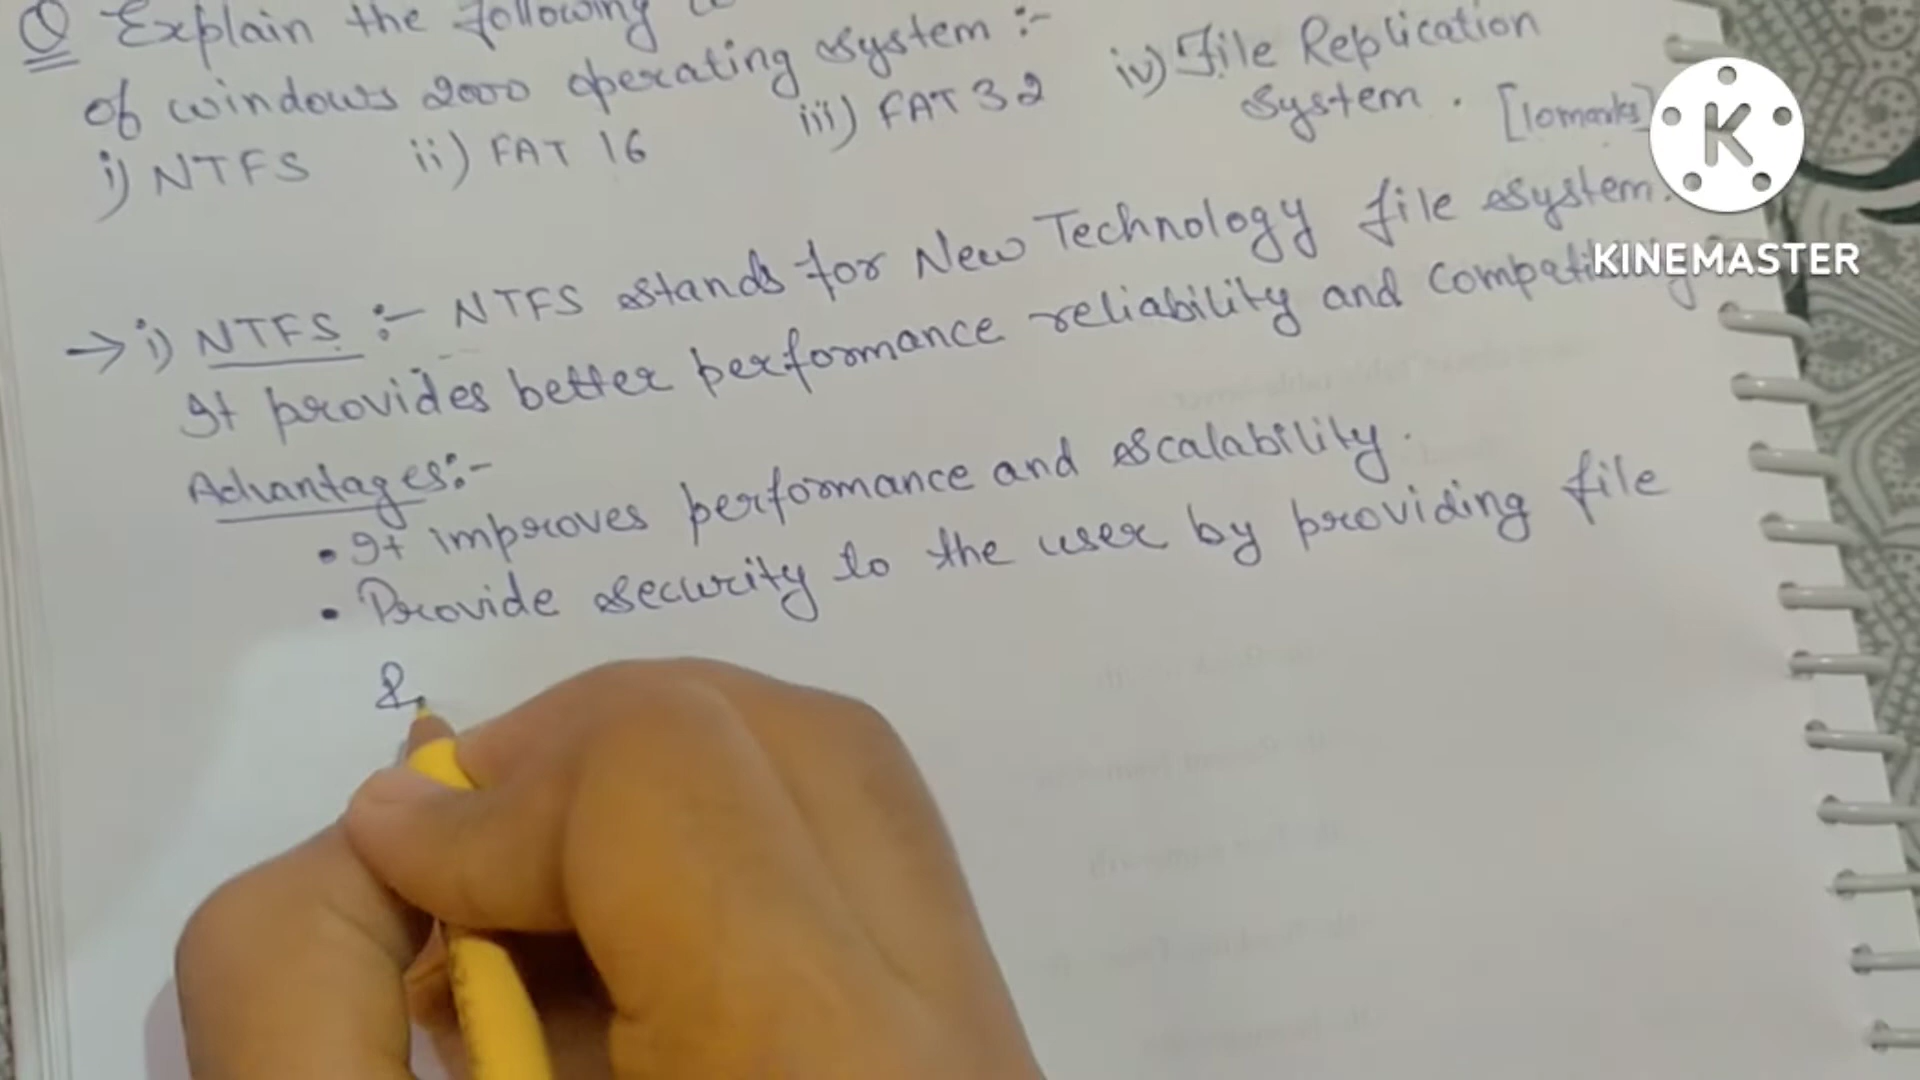 Q Explain the following
of windows 2000 operating system :-
i) NTFS ii) FAT 16 iii) FAT 32 iv) File Replication
System. [10marks]
→ i) NTFS :- NTFS stands for New Technology file system.
It provides better performance reliability and
Advantages:-
• It improves performance and scalability.
• Provide security to the user by providing file
&
K
KINEMASTER